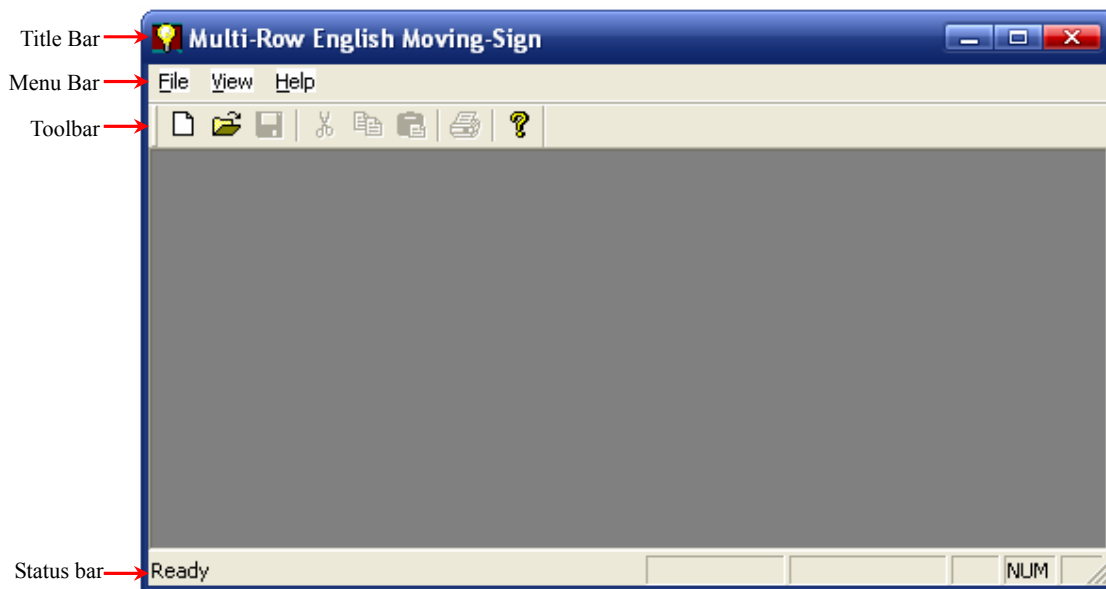 Title Bar
Multi-Row English Moving-Sign
Menu Bar
File View Help
Toolbar
Status bar
Ready NUM